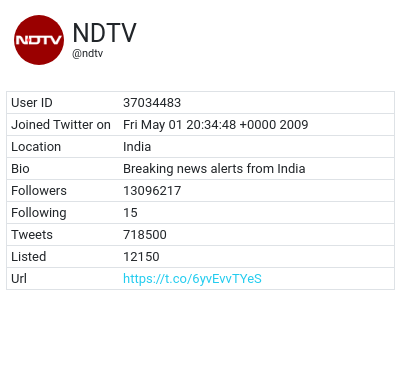 NDTV
NDTV
@ndtv
User ID 37034483
Joined Twitter on Fri May 01 20:34:48 +0000 2009
Location India
Bio Breaking news alerts from India
Followers 13096217
Following 15
Tweets 718500
Listed 12150
Url https://t.co/6yvEvvTYeS